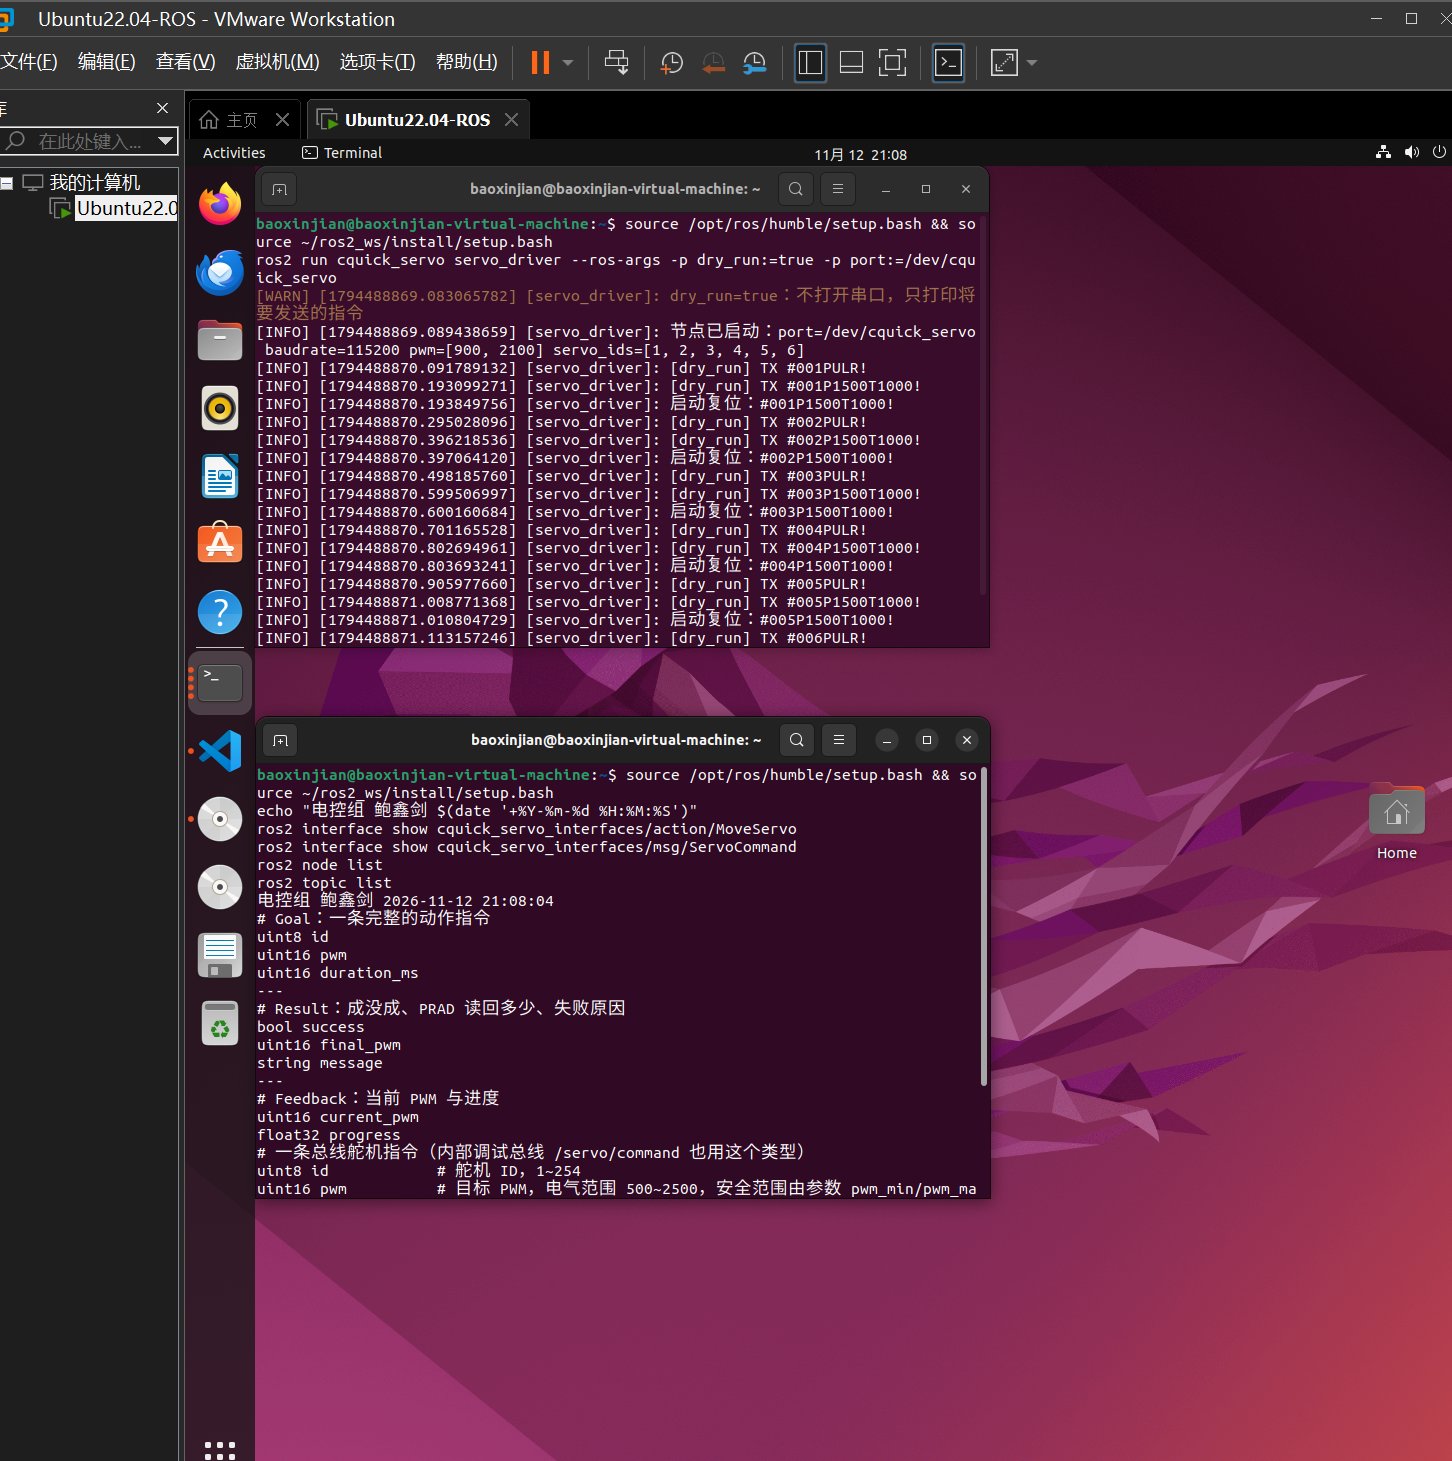 Ubuntu22.04-ROS - VMware Workstation
文件(F) 编辑(E) 查看(V) 虚拟机(M) 选项卡(T) 帮助(H)
主页 Ubuntu22.04-ROS
在此处键入...
我的计算机
Ubuntu22.0
Activities Terminal 11月 12 21:08
baoxinjian@baoxinjian-virtual-machine: ~
baoxinjian@baoxinjian-virtual-machine:~$ source /opt/ros/humble/setup.bash && so
urce ~/ros2_ws/install/setup.bash
ros2 run cquick_servo servo_driver --ros-args -p dry_run:=true -p port:=/dev/cqu
ick_servo
[WARN] [1794488869.083065782] [servo_driver]: dry_run=true：不打开串口，只打印将
要发送的指令
[INFO] [1794488869.089438659] [servo_driver]: 节点已启动：port=/dev/cquick_servo
baudrate=115200 pwm=[900, 2100] servo_ids=[1, 2, 3, 4, 5, 6]
[INFO] [1794488870.091789132] [servo_driver]: [dry_run] TX #001PULR!
[INFO] [1794488870.193099271] [servo_driver]: [dry_run] TX #001P1500T1000!
[INFO] [1794488870.193849756] [servo_driver]: 启动复位：#001P1500T1000!
[INFO] [1794488870.295028096] [servo_driver]: [dry_run] TX #002PULR!
[INFO] [1794488870.396218536] [servo_driver]: [dry_run] TX #002P1500T1000!
[INFO] [1794488870.397064120] [servo_driver]: 启动复位：#002P1500T1000!
[INFO] [1794488870.498185760] [servo_driver]: [dry_run] TX #003PULR!
[INFO] [1794488870.599506997] [servo_driver]: [dry_run] TX #003P1500T1000!
[INFO] [1794488870.600160684] [servo_driver]: 启动复位：#003P1500T1000!
[INFO] [1794488870.701165528] [servo_driver]: [dry_run] TX #004PULR!
[INFO] [1794488870.802694961] [servo_driver]: [dry_run] TX #004P1500T1000!
[INFO] [1794488870.803693241] [servo_driver]: 启动复位：#004P1500T1000!
[INFO] [1794488870.905977660] [servo_driver]: [dry_run] TX #005PULR!
[INFO] [1794488871.008771368] [servo_driver]: [dry_run] TX #005P1500T1000!
[INFO] [1794488871.010804729] [servo_driver]: 启动复位：#005P1500T1000!
[INFO] [1794488871.113157246] [servo_driver]: [dry_run] TX #006PULR!
baoxinjian@baoxinjian-virtual-machine: ~
baoxinjian@baoxinjian-virtual-machine:~$ source /opt/ros/humble/setup.bash && so
urce ~/ros2_ws/install/setup.bash
echo "电控组 鲍鑫剑 $(date '+%Y-%m-%d %H:%M:%S')"
ros2 interface show cquick_servo_interfaces/action/MoveServo
ros2 interface show cquick_servo_interfaces/msg/ServoCommand
ros2 node list
ros2 topic list
电控组 鲍鑫剑 2026-11-12 21:08:04
# Goal：一条完整的动作指令
uint8 id
uint16 pwm
uint16 duration_ms
---
# Result：成没成、PRAD 读回多少、失败原因
bool success
uint16 final_pwm
string message
---
# Feedback：当前 PWM 与进度
uint16 current_pwm
float32 progress
# 一条总线舵机指令（内部调试总线 /servo/command 也用这个类型）
uint8 id # 舵机 ID，1~254
uint16 pwm # 目标 PWM，电气范围 500~2500，安全范围由参数 pwm_min/pwm_ma
Home